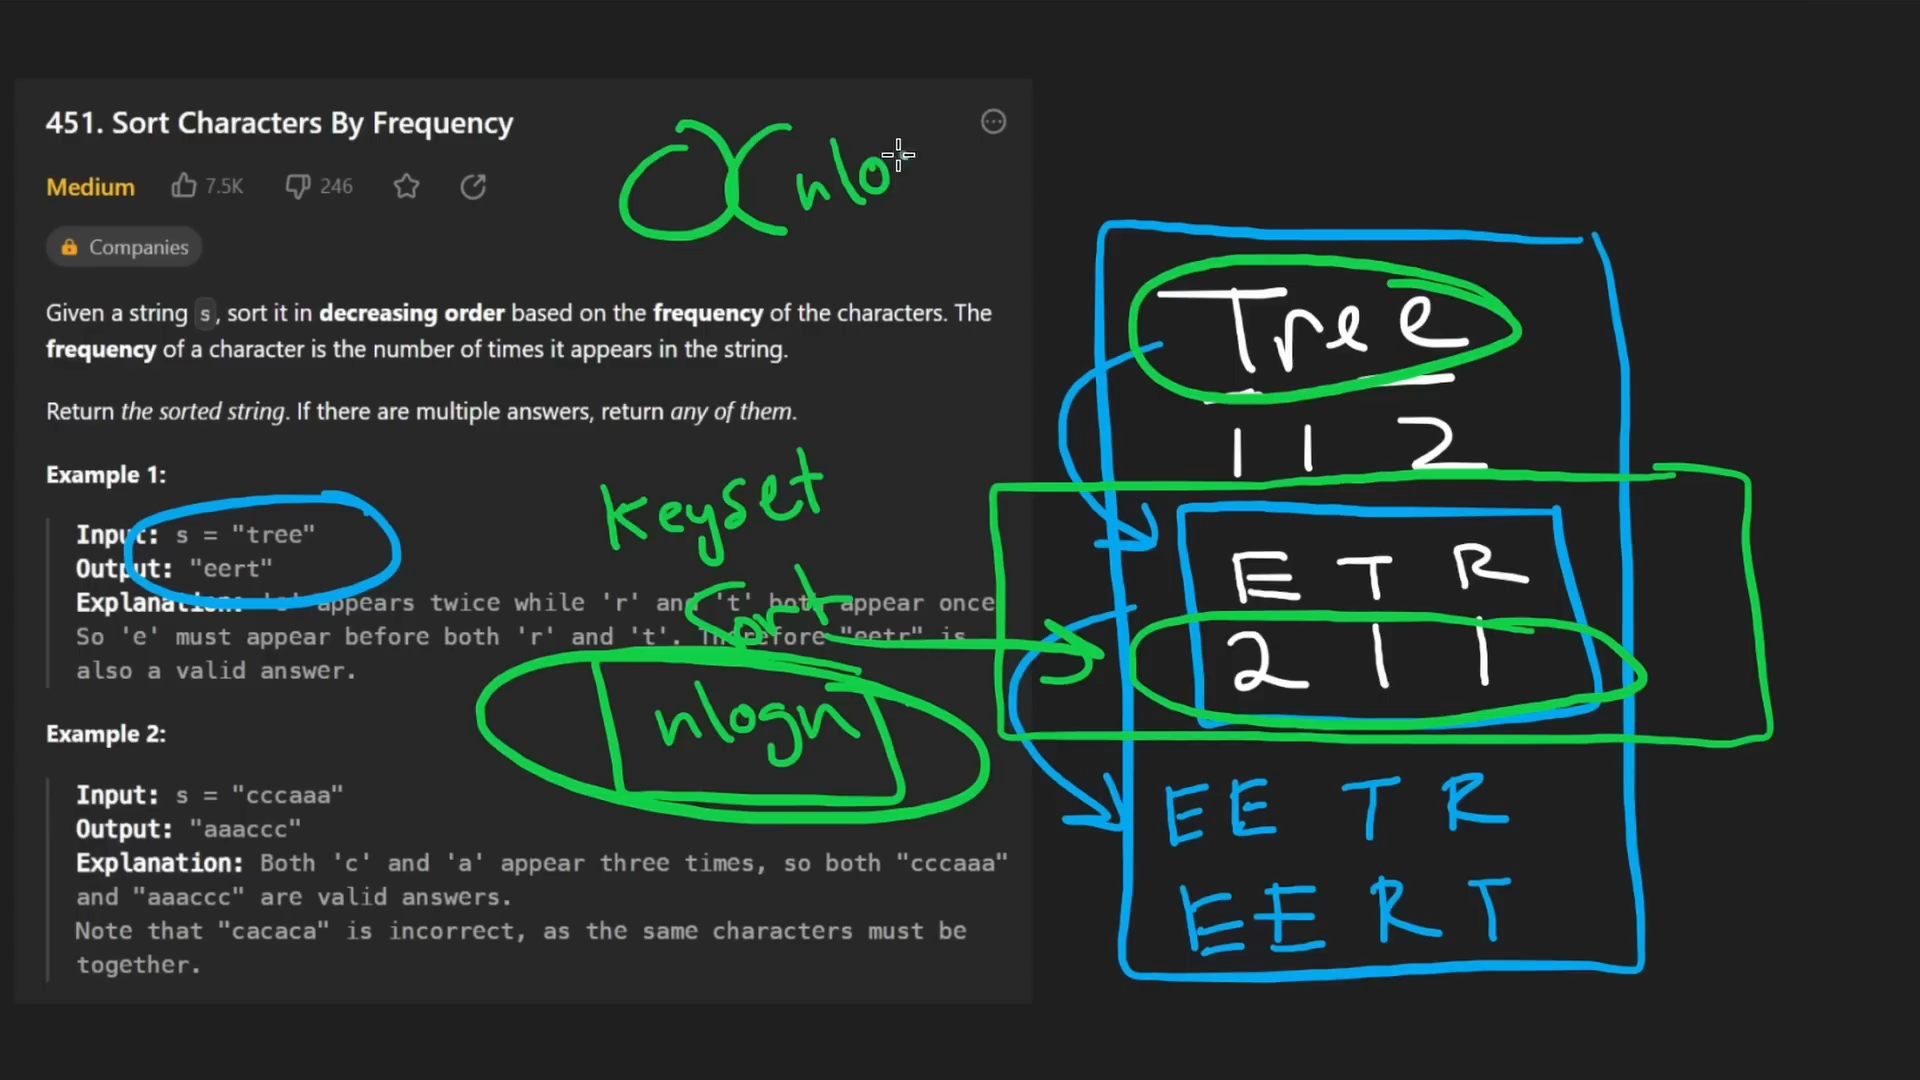 451. Sort Characters By Frequency
Medium 7.5K 246
Companies
Given a string s, sort it in decreasing order based on the frequency of the characters. The
frequency of a character is the number of times it appears in the string.
Return the sorted string. If there are multiple answers, return any of them.
Example 1:
Input: s = "tree"
Output: "eert"
Explanation: 'e' appears twice while 'r' and 't' both appear once
So 'e' must appear before both 'r' and 't'. Therefore "eetr" is
also a valid answer.
Example 2:
Input: s = "cccaaa"
Output: "aaaccc"
Explanation: Both 'c' and 'a' appear three times, so both "cccaaa"
and "aaaccc" are valid answers.
Note that "cacaca" is incorrect, as the same characters must be
together.
O(nlo
keyset
Sort
nlogn
Tree
1 1 2
E T R
2 1 1
EE T R
EE R T